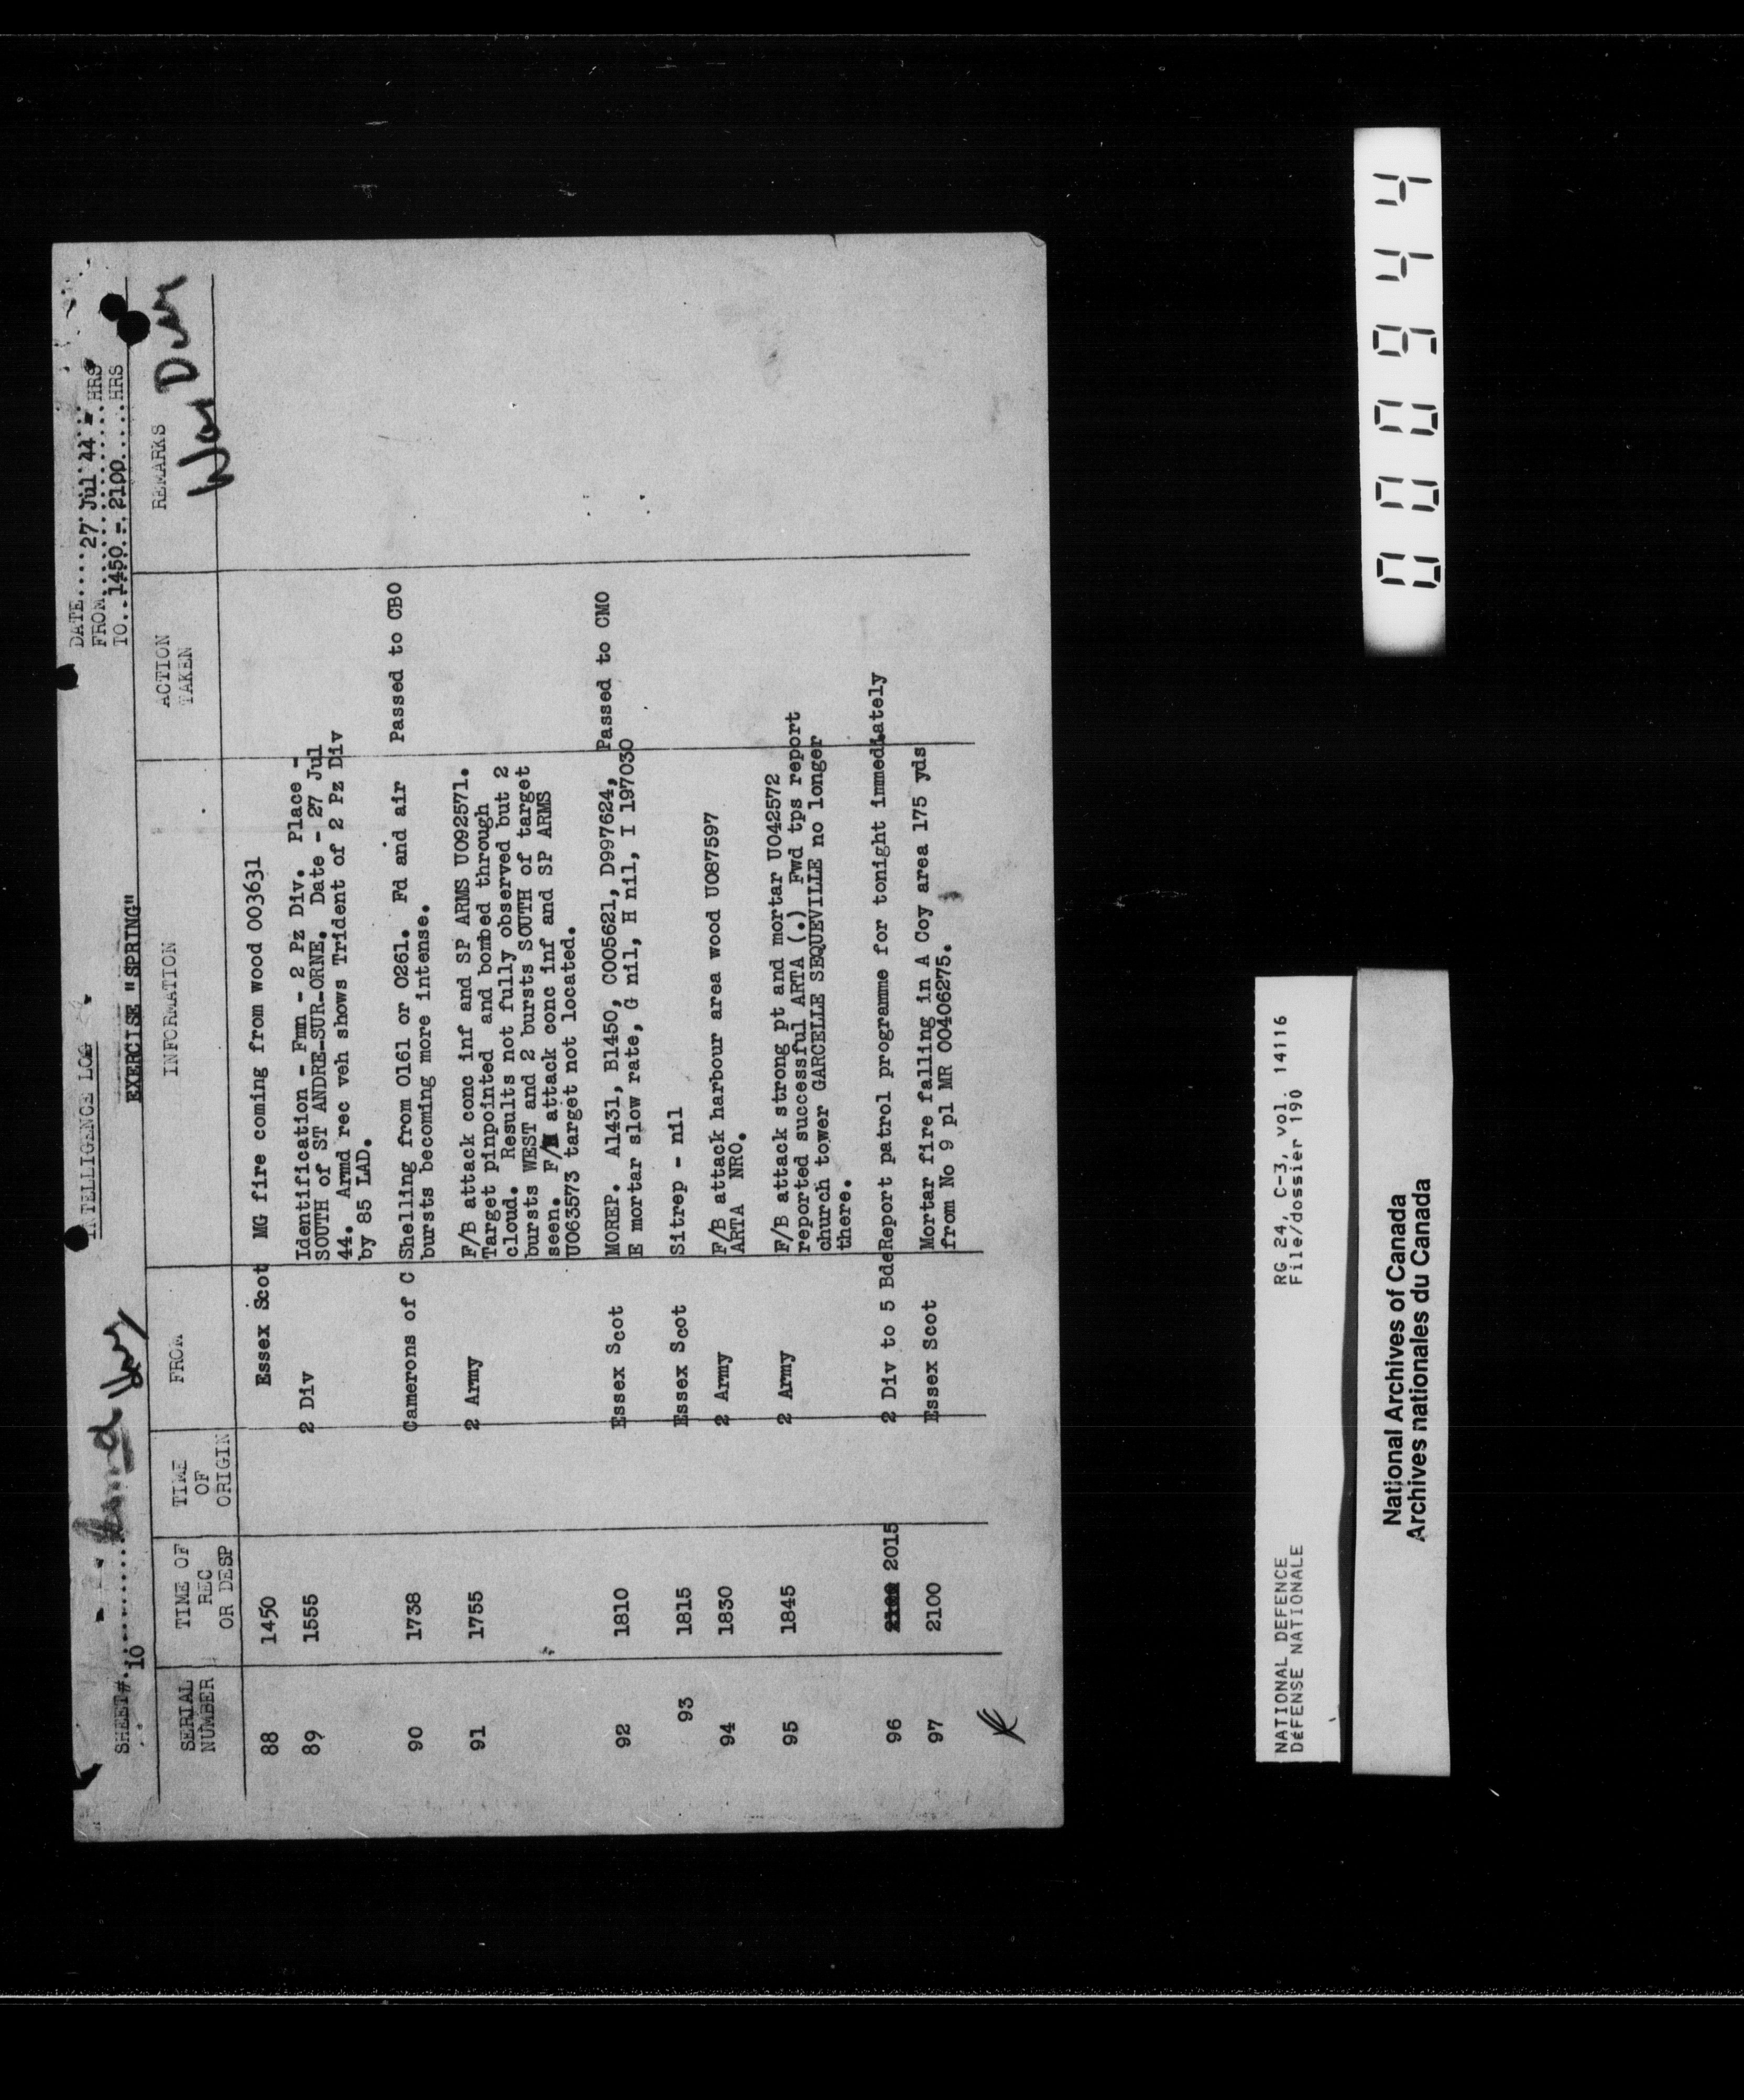 INTELLIGENCE LOG
DATE....27 Jul 44 -
FROM..............HRS
SHEET#............
10
EXERCISE "SPRING"
TO..1450 - 2100....HRS
SERIAL NUMBER TIME OF REC OR DESP TIME OF ORIGIN FROM INFORMATION ACTION TAKEN REMARKS
War Diary
88 1450 Essex Scot MG fire coming from wood 003631
89 1555 2 Div Identification - Fmn - 2 Pz Div. Place -
SOUTH of ST ANDRE-SUR-ORNE. Date - 27 Jul
44. Armd rec veh shows Trident of 2 Pz Div
by 85 LAD.
90 1738 Camerons of C Shelling from 0161 or 0261. Fd and air Passed to CBO
bursts becoming more intense.
91 1755 2 Army F/B attack conc inf and SP ARMS U092571.
Target pinpointed and bombed through
cloud. Results not fully observed but 2
bursts WEST and 2 bursts SOUTH of target
seen. F/B attack conc inf and SP ARMS
U063573 target not located.
92 1810 Essex Scot MOREP. A1431, B1450, C005621, D997624, Passed to CMO
E mortar slow rate, G nil, H nil, I 197030
93 1815 Essex Scot Sitrep - nil
94 1830 2 Army F/B attack harbour area wood U087597
ARTA NRO.
95 1845 2 Army F/B attack strong pt and mortar U042572
reported successful ARTA (.) Fwd tps report
church tower GARCELLE SEQUEVILLE no longer
there.
96 2015 2 Div to 5 Bde Report patrol programme for tonight immediately
97 2100 Essex Scot Mortar fire falling in A Coy area 175 yds
from No 9 pl MR 00406275.
NATIONAL DEFENCE RG 24, C-3, vol. 14116
DéFENSE NATIONALE File/dossier 190
National Archives of Canada
Archives nationales du Canada
000944